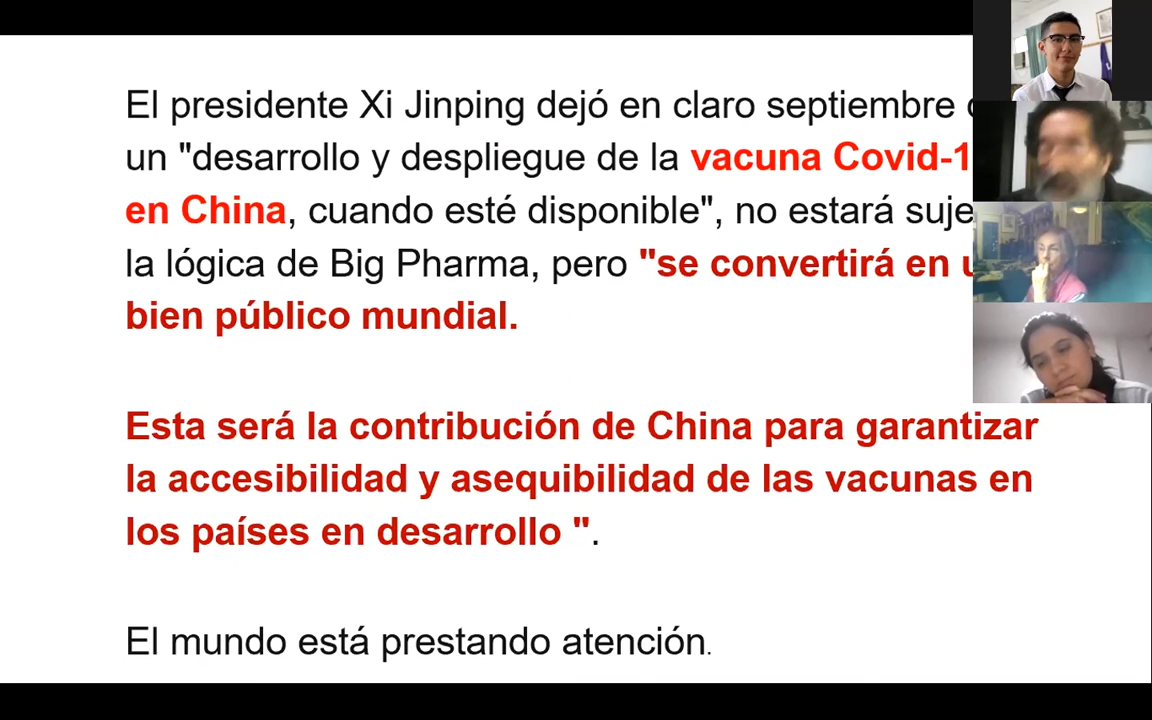 El presidente Xi Jinping dejó en claro septiembre
un "desarrollo y despliegue de la vacuna Covid-1
en China, cuando esté disponible", no estará suje
la lógica de Big Pharma, pero "se convertirá en
bien público mundial.
Esta será la contribución de China para garantizar
la accesibilidad y asequibilidad de las vacunas en
los países en desarrollo ".
El mundo está prestando atención.